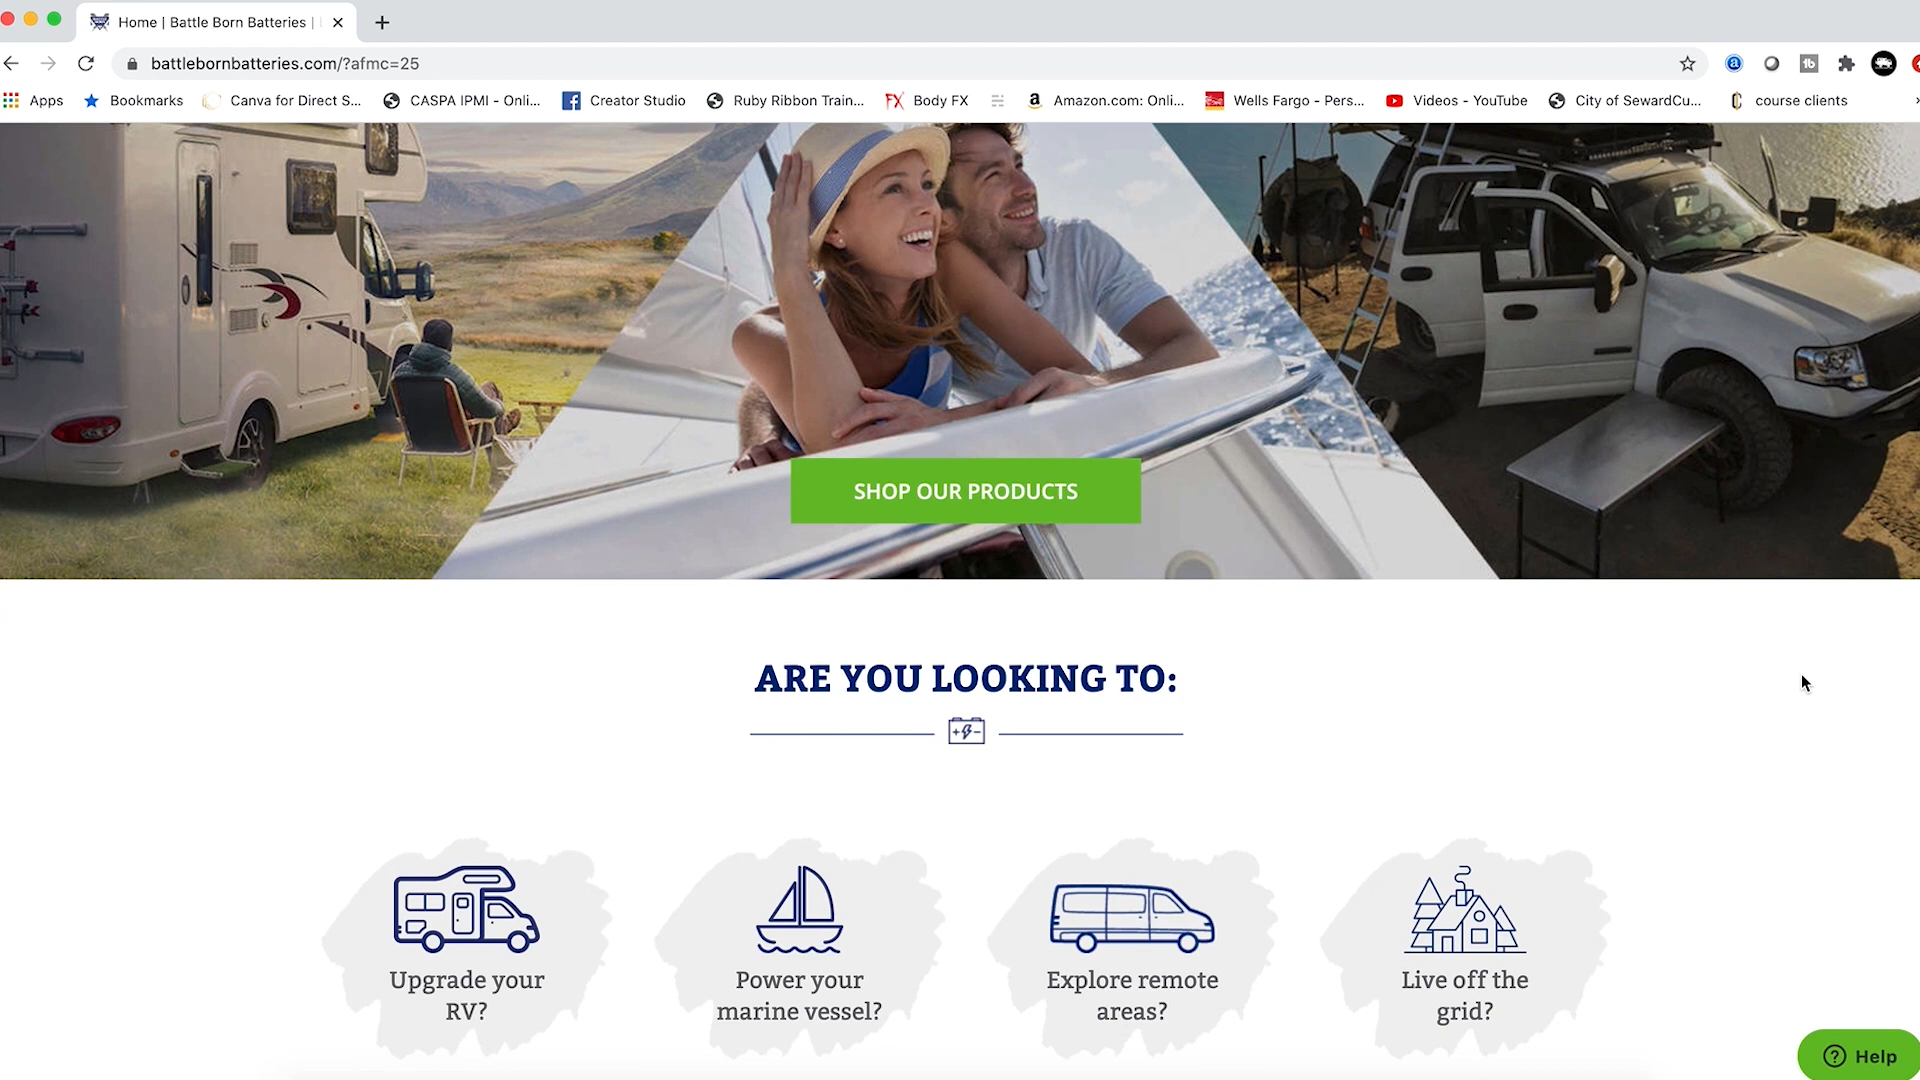 Home | Battle Born Batteries |
battlebornbatteries.com/?afmc=25
Apps
Bookmarks
Canva for Direct S...
CASPA IPMI - Onli...
Creator Studio
Ruby Ribbon Train...
FX Body FX
Amazon.com: Onli...
Wells Fargo - Pers...
Videos - YouTube
City of SewardCu...
course clients
SHOP OUR PRODUCTS
ARE YOU LOOKING TO:
Upgrade your
RV?
Power your
marine vessel?
Explore remote
areas?
Live off the
grid?
Help